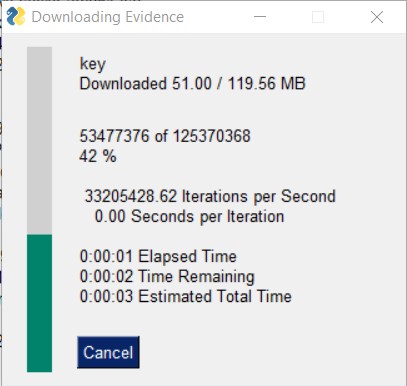 Downloading Evidence
key
Downloaded 51.00 / 119.56 MB
53477376 of 125370368
42 %
33205428.62 Iterations per Second
0.00 Seconds per Iteration
0:00:01 Elapsed Time
0:00:02 Time Remaining
0:00:03 Estimated Total Time
Cancel